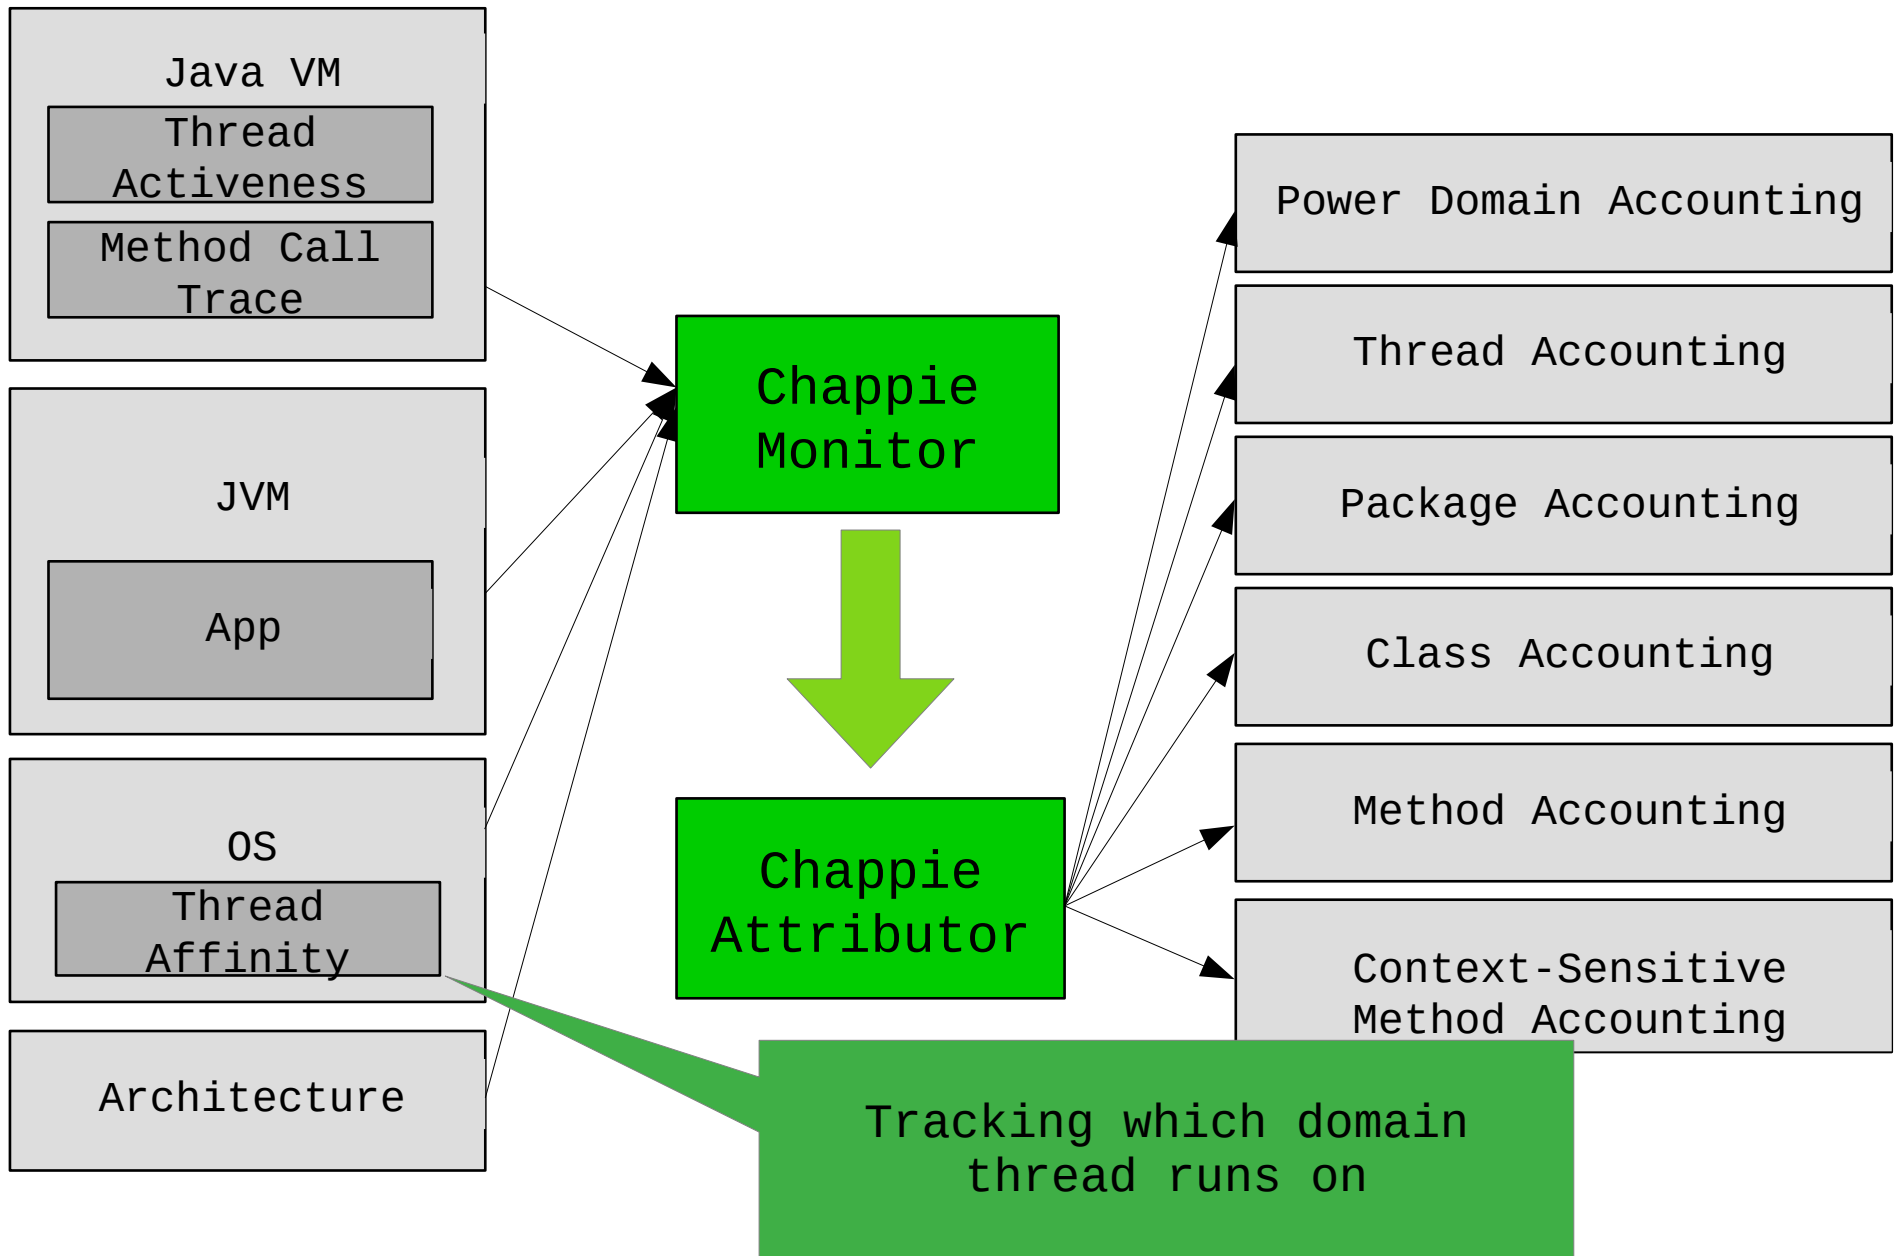 Java VM
Thread
Activeness
Method Call
Trace
JVM
App
OS
Thread
Affinity
Architecture
Chappie
Monitor
Chappie
Attributor
Power Domain Accounting
Thread Accounting
Package Accounting
Class Accounting
Method Accounting
Context-Sensitive
Method Accounting
Tracking which domain
thread runs on